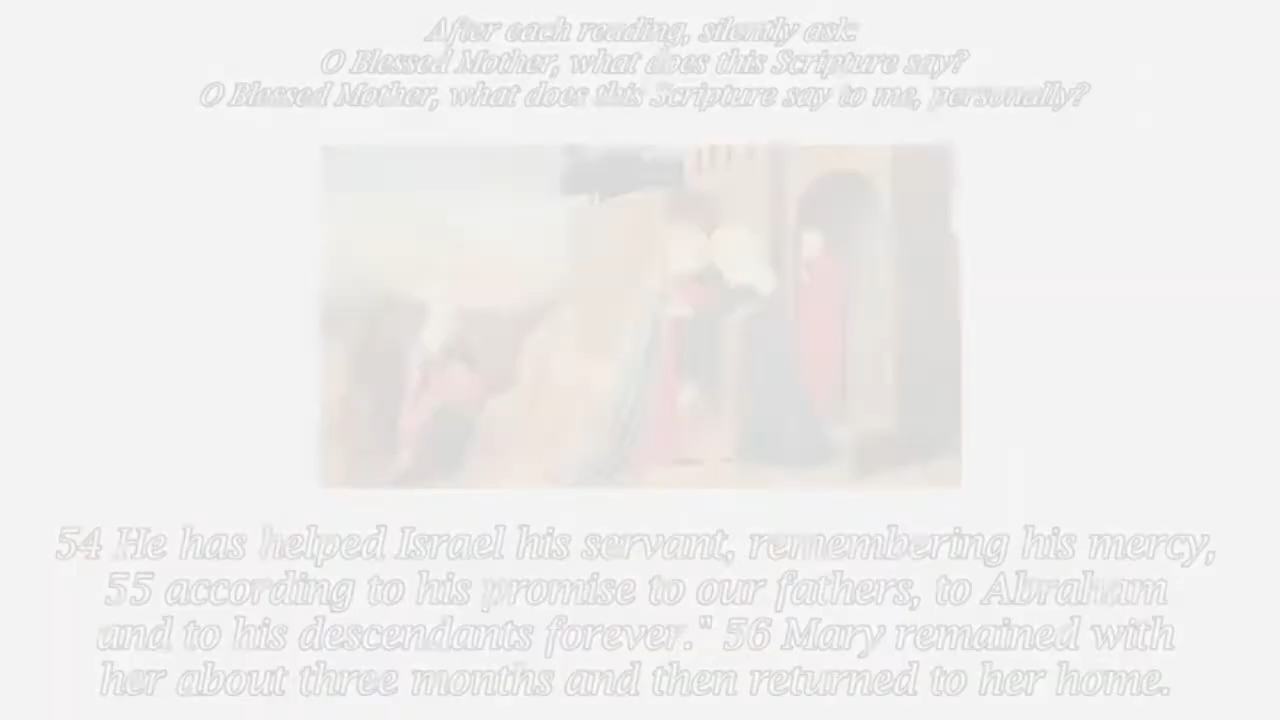 After each reading, silently ask:
O Blessed Mother, what does this Scripture say?
O Blessed Mother, what does this Scripture say to me, personally?
54 He has helped Israel his servant, remembering his mercy,
55 according to his promise to our fathers, to Abraham
and to his descendants forever." 56 Mary remained with
her about three months and then returned to her home.